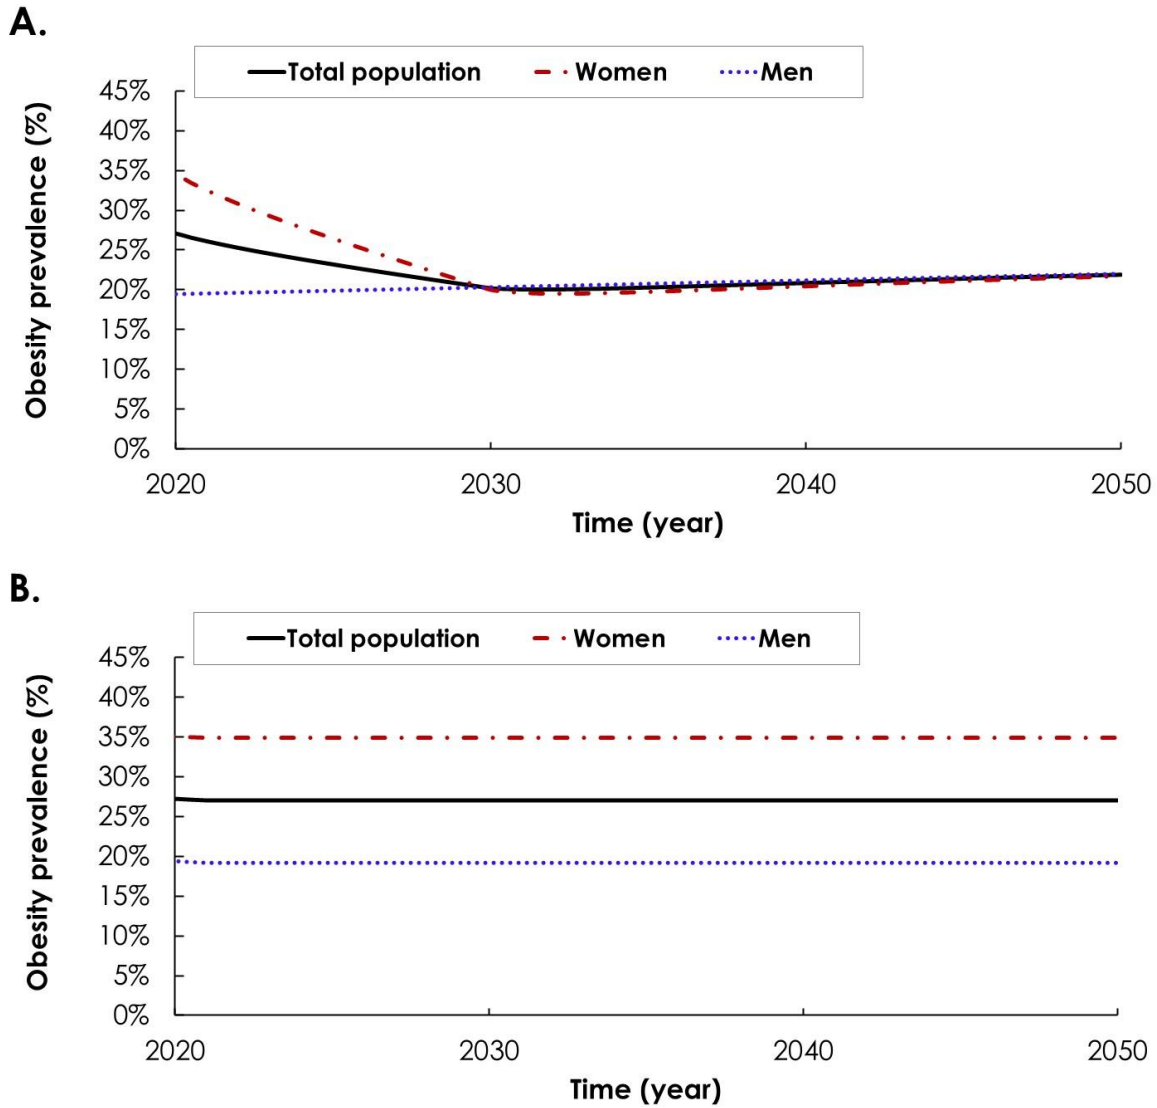 A.
Total population Women Men
Obesity prevalence (%)
45%
40%
35%
30%
25%
20%
15%
10%
5%
0%
2020 2030 2040 2050
Time (year)
B.
Total population Women Men
Obesity prevalence (%)
45%
40%
35%
30%
25%
20%
15%
10%
5%
0%
2020 2030 2040 2050
Time (year)